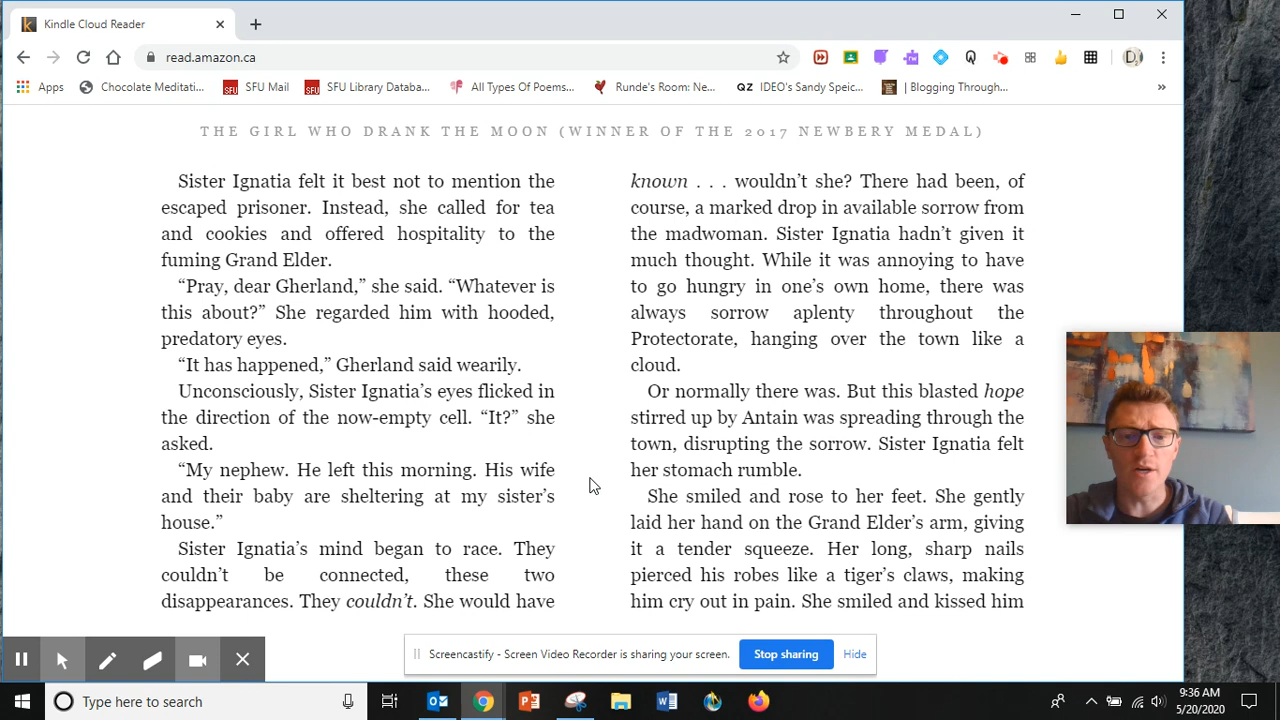 Kindle Cloud Reader
read.amazon.ca
Apps
Chocolate Meditati...
SFU Mail
SFU Library Databa...
All Types Of Poems...
Runde's Room: Ne...
QZ IDEO's Sandy Speic...
| Blogging Through...
»
THE GIRL WHO DRANK THE MOON (WINNER OF THE 2017 NEWBERY MEDAL)
Sister Ignatia felt it best not to mention the
escaped prisoner. Instead, she called for tea
and cookies and offered hospitality to the
fuming Grand Elder.
“Pray, dear Gherland,” she said. “Whatever is
this about?” She regarded him with hooded,
predatory eyes.
“It has happened,” Gherland said wearily.
Unconsciously, Sister Ignatia’s eyes flicked in
the direction of the now-empty cell. “It?” she
asked.
“My nephew. He left this morning. His wife
and their baby are sheltering at my sister’s
house.”
Sister Ignatia’s mind began to race. They
couldn’t be connected, these two
disappearances. They couldn’t. She would have
known . . . wouldn’t she? There had been, of
course, a marked drop in available sorrow from
the madwoman. Sister Ignatia hadn’t given it
much thought. While it was annoying to have
to go hungry in one’s own home, there was
always sorrow aplenty throughout the
Protectorate, hanging over the town like a
cloud.
Or normally there was. But this blasted hope
stirred up by Antain was spreading through the
town, disrupting the sorrow. Sister Ignatia felt
her stomach rumble.
She smiled and rose to her feet. She gently
laid her hand on the Grand Elder’s arm, giving
it a tender squeeze. Her long, sharp nails
pierced his robes like a tiger’s claws, making
him cry out in pain. She smiled and kissed him
Screencastify - Screen Video Recorder is sharing your screen.
Stop sharing
Hide
Type here to search
9:36 AM
5/20/2020